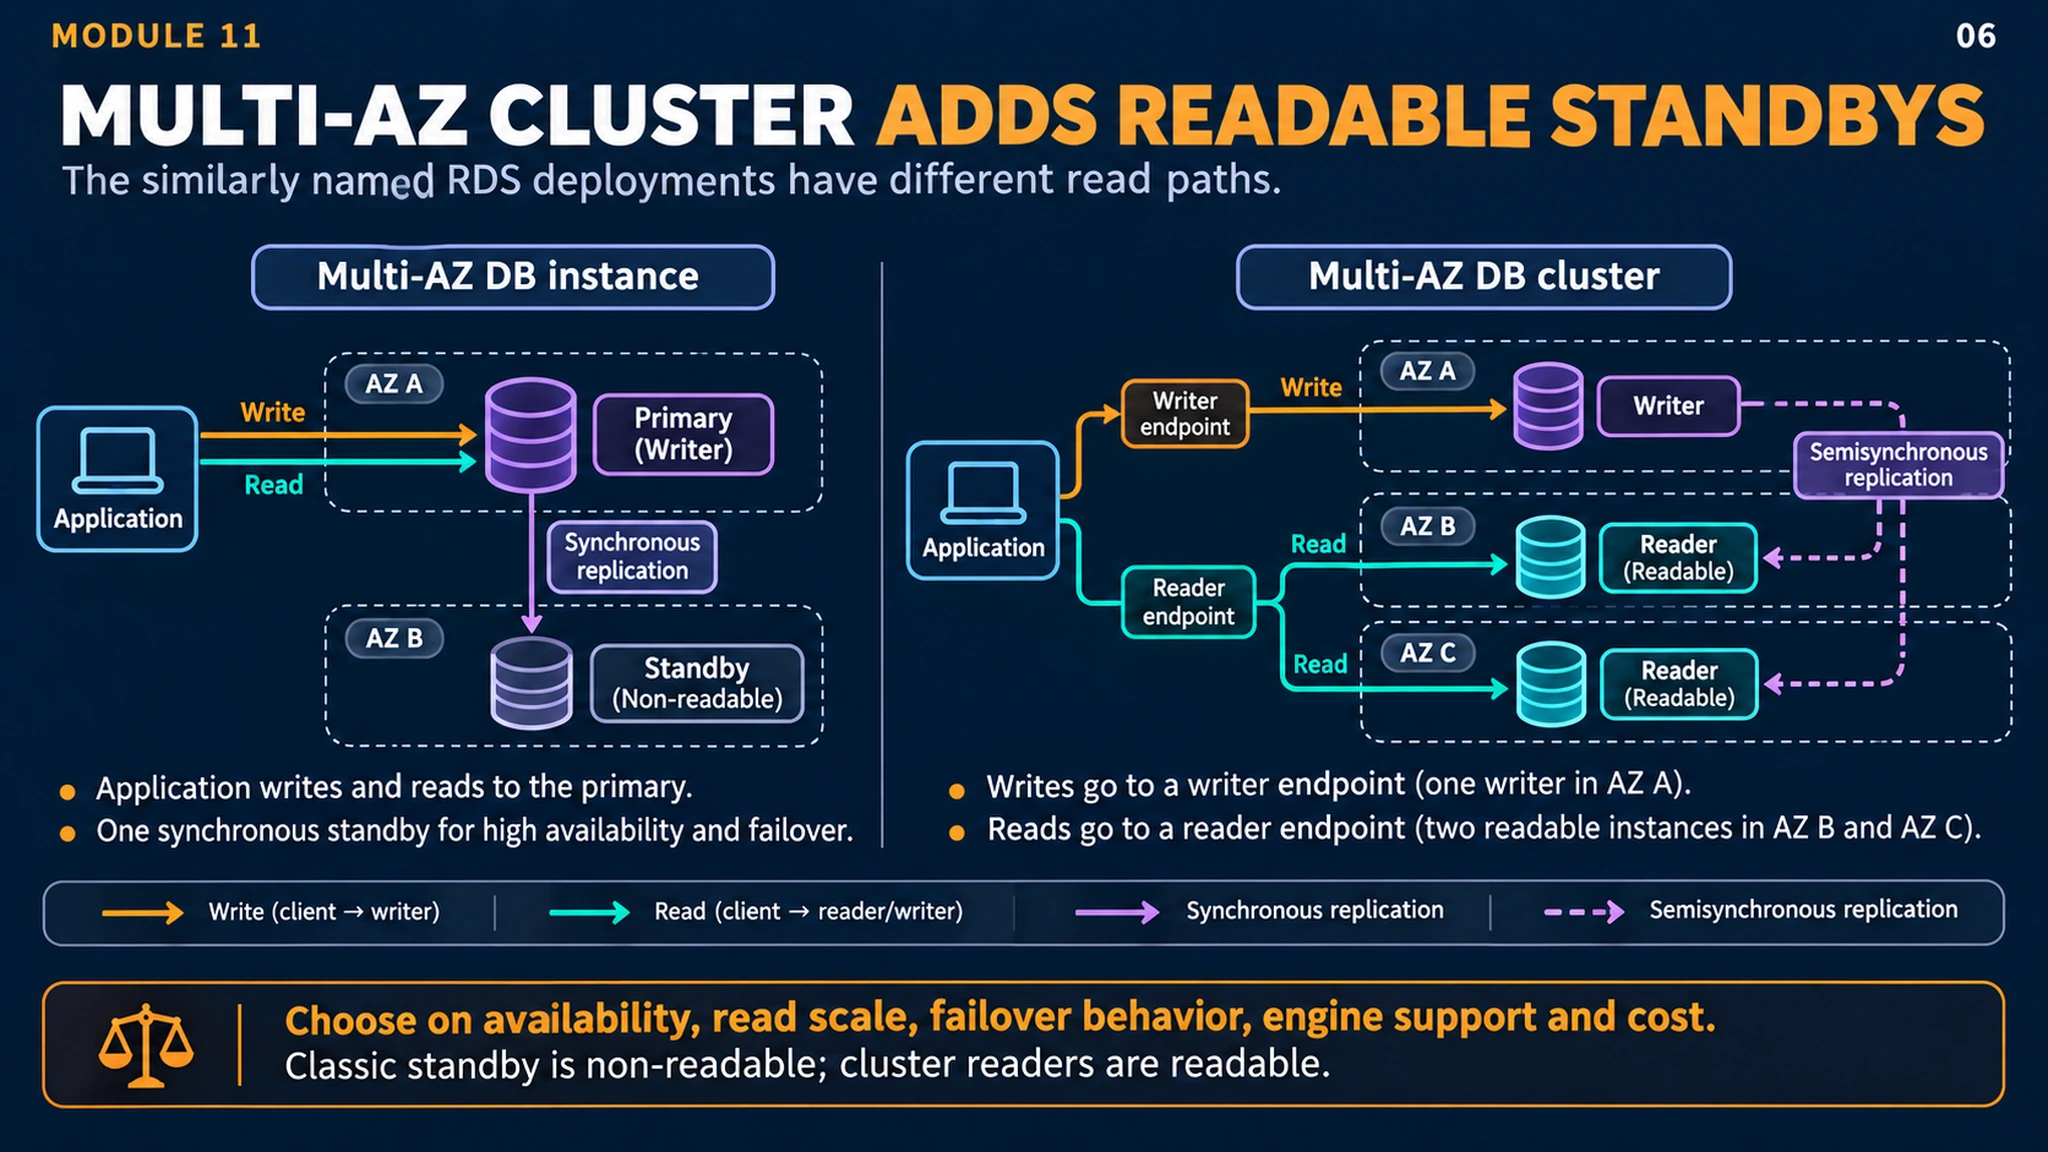 MODULE 11
06
MULTI-AZ CLUSTER ADDS READABLE STANDBYS
The similarly named RDS deployments have different read paths.
Multi-AZ DB instance
AZ A
Application
Write
Read
Primary
(Writer)
Synchronous
replication
AZ B
Standby
(Non-readable)
Application writes and reads to the primary.
One synchronous standby for high availability and failover.
Multi-AZ DB cluster
Application
Writer
endpoint
Write
AZ A
Writer
Semisynchronous
replication
Reader
endpoint
Read
AZ B
Reader
(Readable)
Read
AZ C
Reader
(Readable)
Writes go to a writer endpoint (one writer in AZ A).
Reads go to a reader endpoint (two readable instances in AZ B and AZ C).
Write (client → writer)
Read (client → reader/writer)
Synchronous replication
Semisynchronous replication
Choose on availability, read scale, failover behavior, engine support and cost.
Classic standby is non-readable; cluster readers are readable.